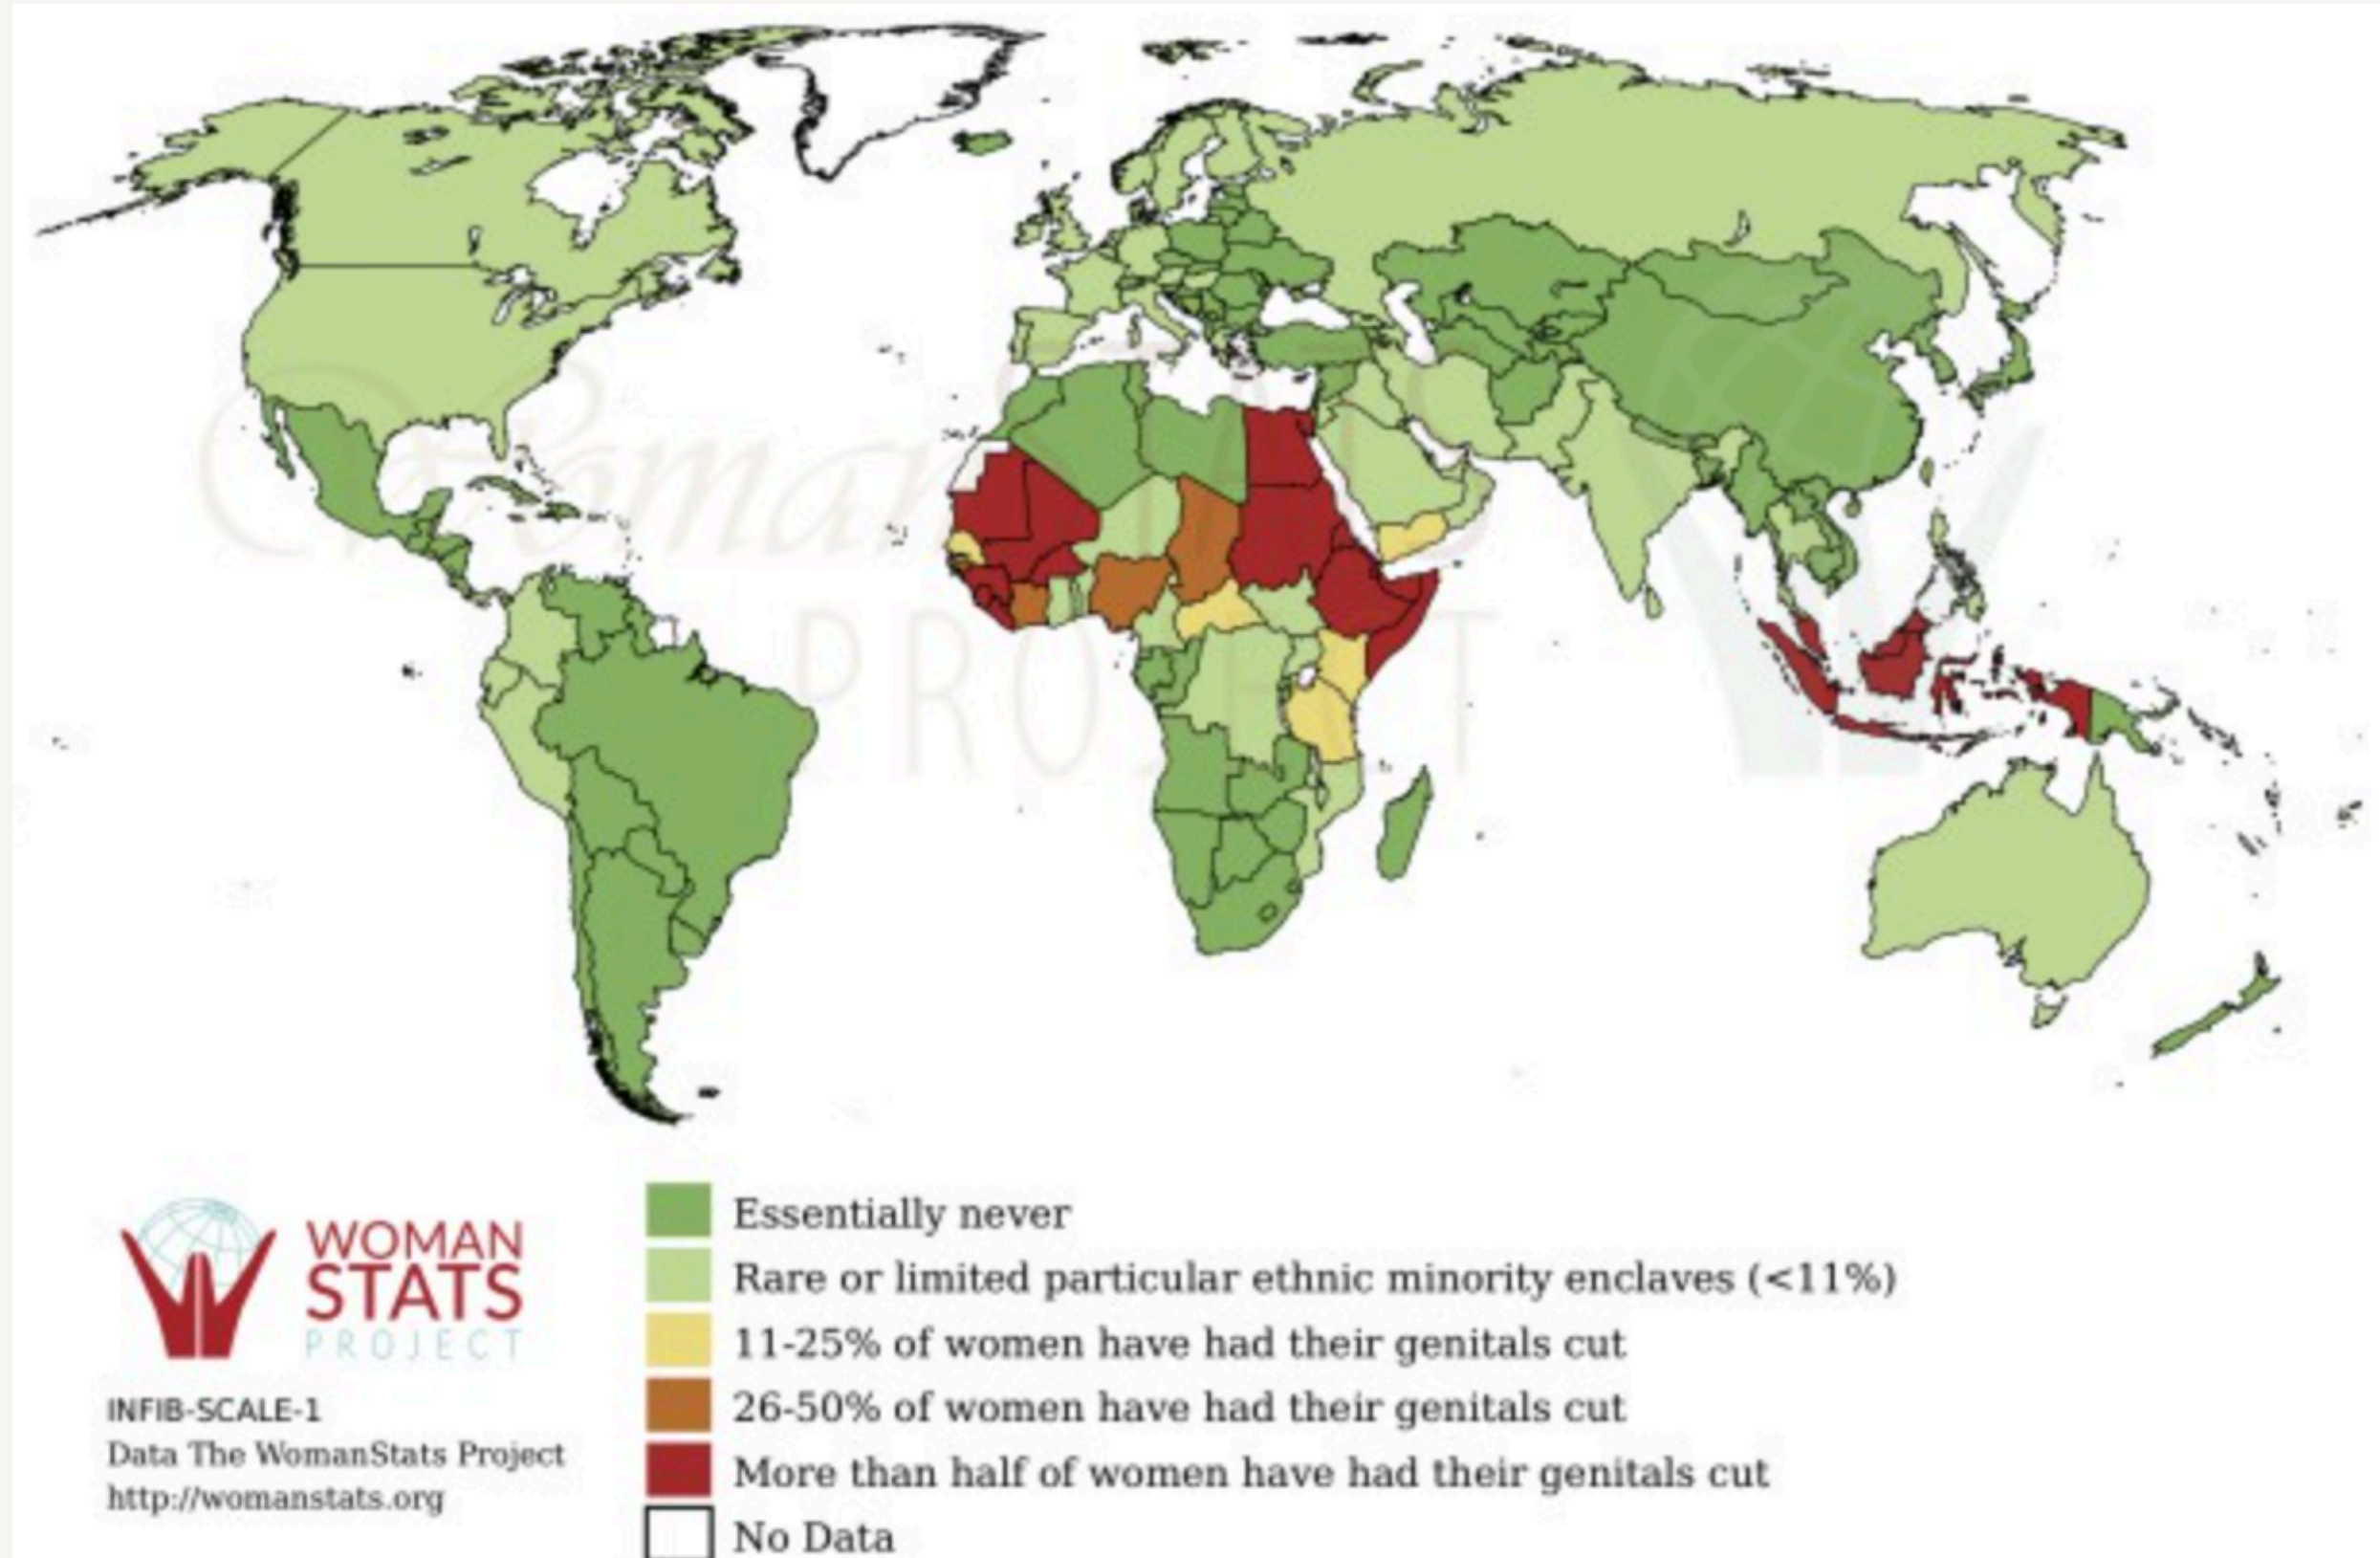 Woman
PROJECT
WOMAN
STATS
PROJECT
INFIB-SCALE-1
Data The WomanStats Project
http://womanstats.org
Essentially never
Rare or limited particular ethnic minority enclaves (<11%)
11-25% of women have had their genitals cut
26-50% of women have had their genitals cut
More than half of women have had their genitals cut
No Data